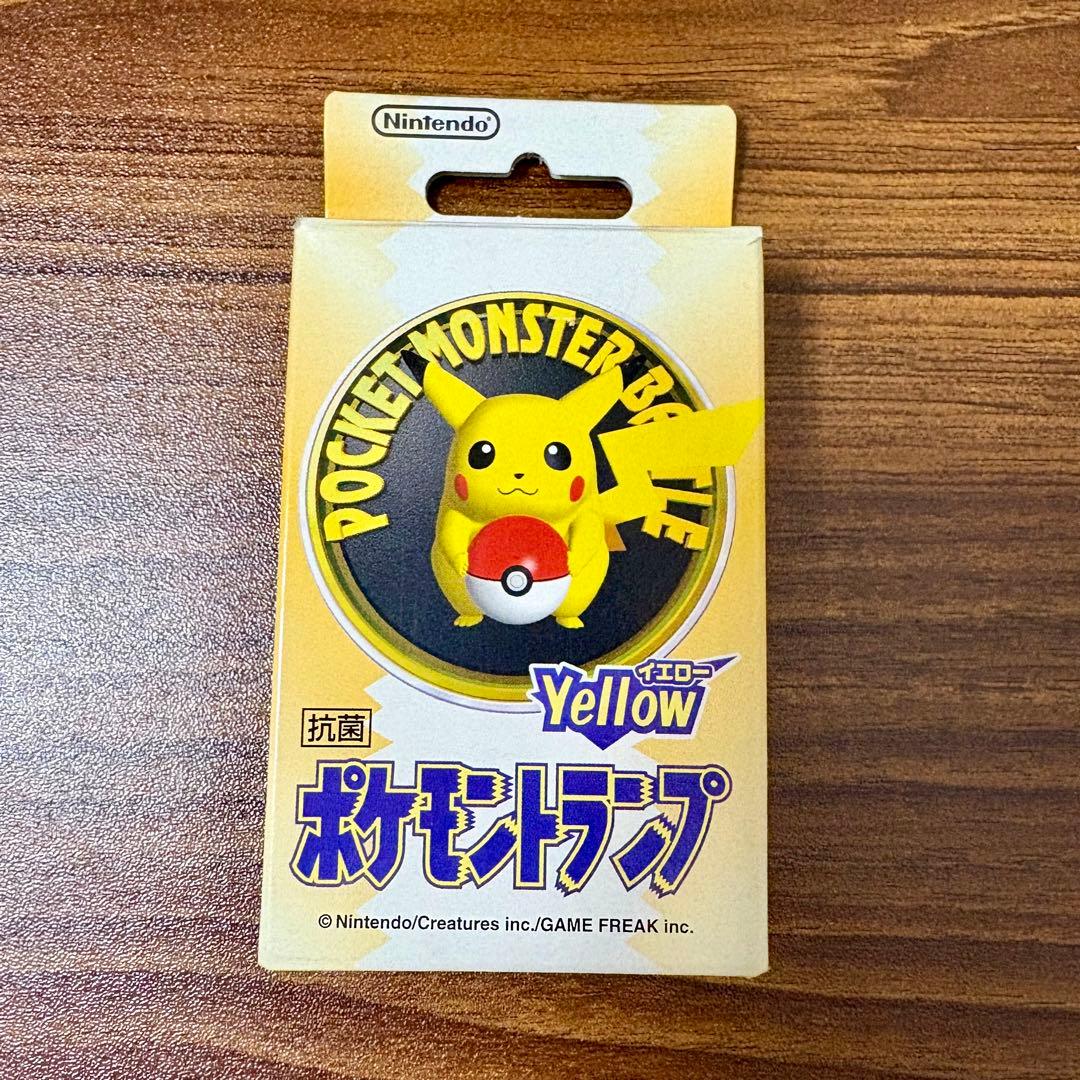 Nintendo®
POCKET MONSTER BATTLE
イエロー
Yellow
抗菌
ポケモントランプ
© Nintendo/Creatures inc./GAME FREAK inc.